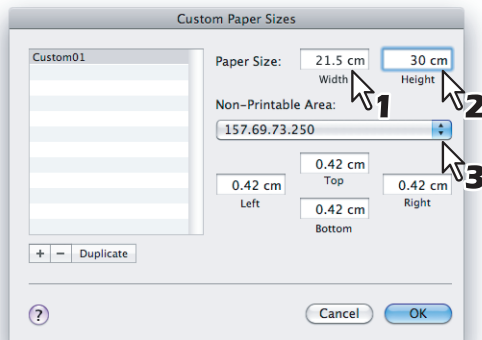 Custom Paper Sizes
Custom01
Paper Size:
21.5 cm
30 cm
Width
Height
1
2
Non-Printable Area:
157.69.73.250
3
0.42 cm
Top
0.42 cm
0.42 cm
Left
Right
0.42 cm
Bottom
+ − Duplicate
? Cancel OK